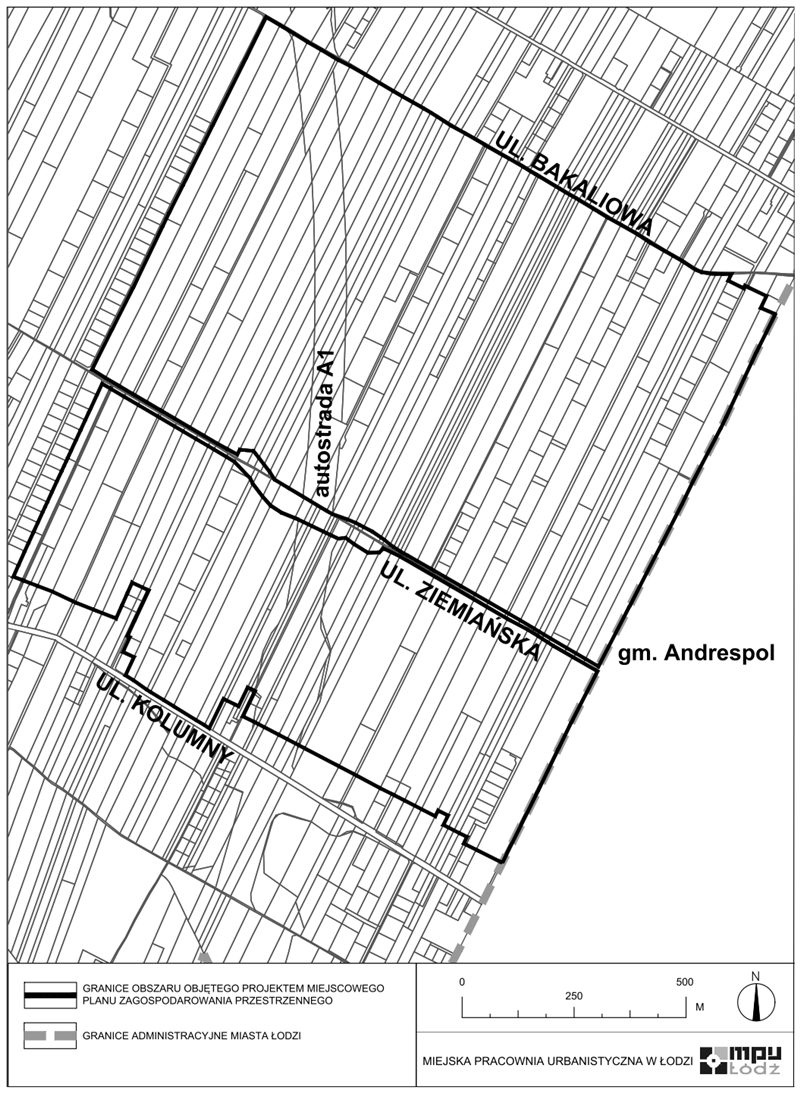 UL. BAKALIOWA
autostrada A1
UL. ZIEMIAŃSKA
gm. Andrespol
UL. KOLUMNY
GRANICE OBSZARU OBJĘTEGO PROJEKTEM MIEJSCOWEGO
PLANU ZAGOSPODAROWANIA PRZESTRZENNEGO
GRANICE ADMINISTRACYJNE MIASTA ŁODZI
0 500
250
M
N
MIEJSKA PRACOWNIA URBANISTYCZNA W ŁODZI
mpu
Łódź